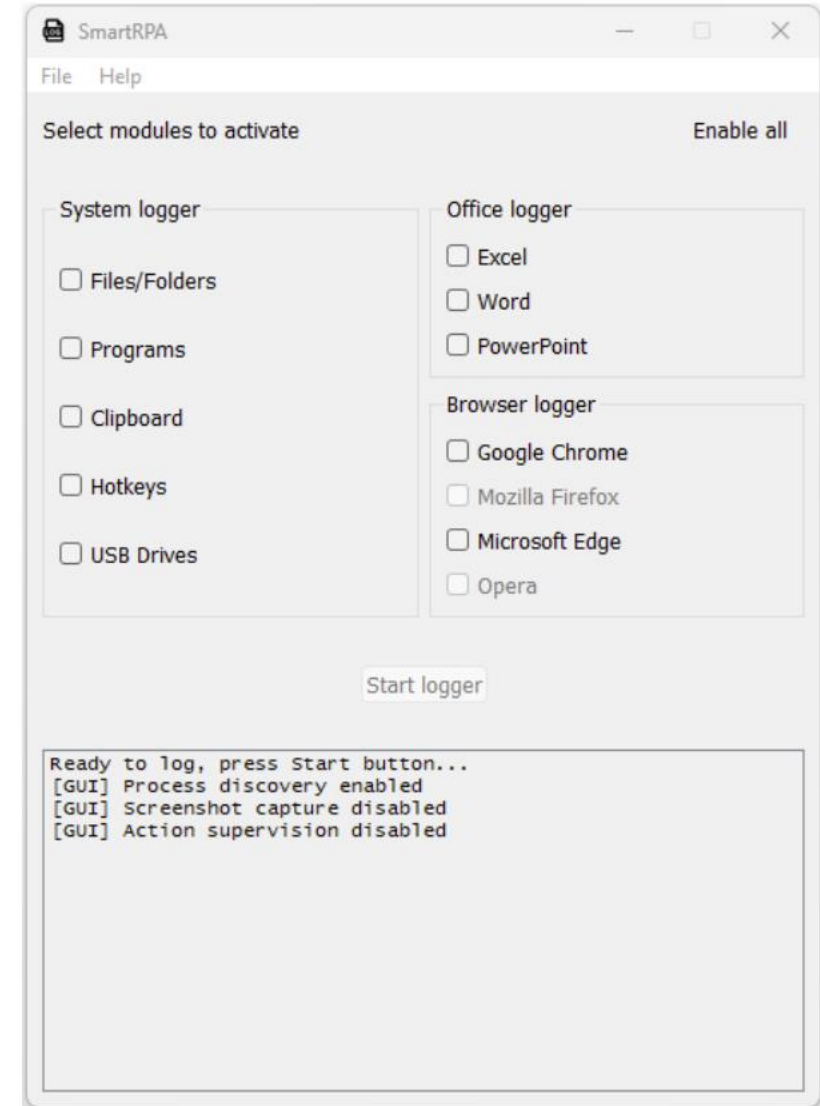 SmartRPA
File Help
Select modules to activate Enable all
System logger
Files/Folders
Programs
Clipboard
Hotkeys
USB Drives
Office logger
Excel
Word
PowerPoint
Browser logger
Google Chrome
Mozilla Firefox
Microsoft Edge
Opera
Start logger
Ready to log, press Start button...
[GUI] Process discovery enabled
[GUI] Screenshot capture disabled
[GUI] Action supervision disabled